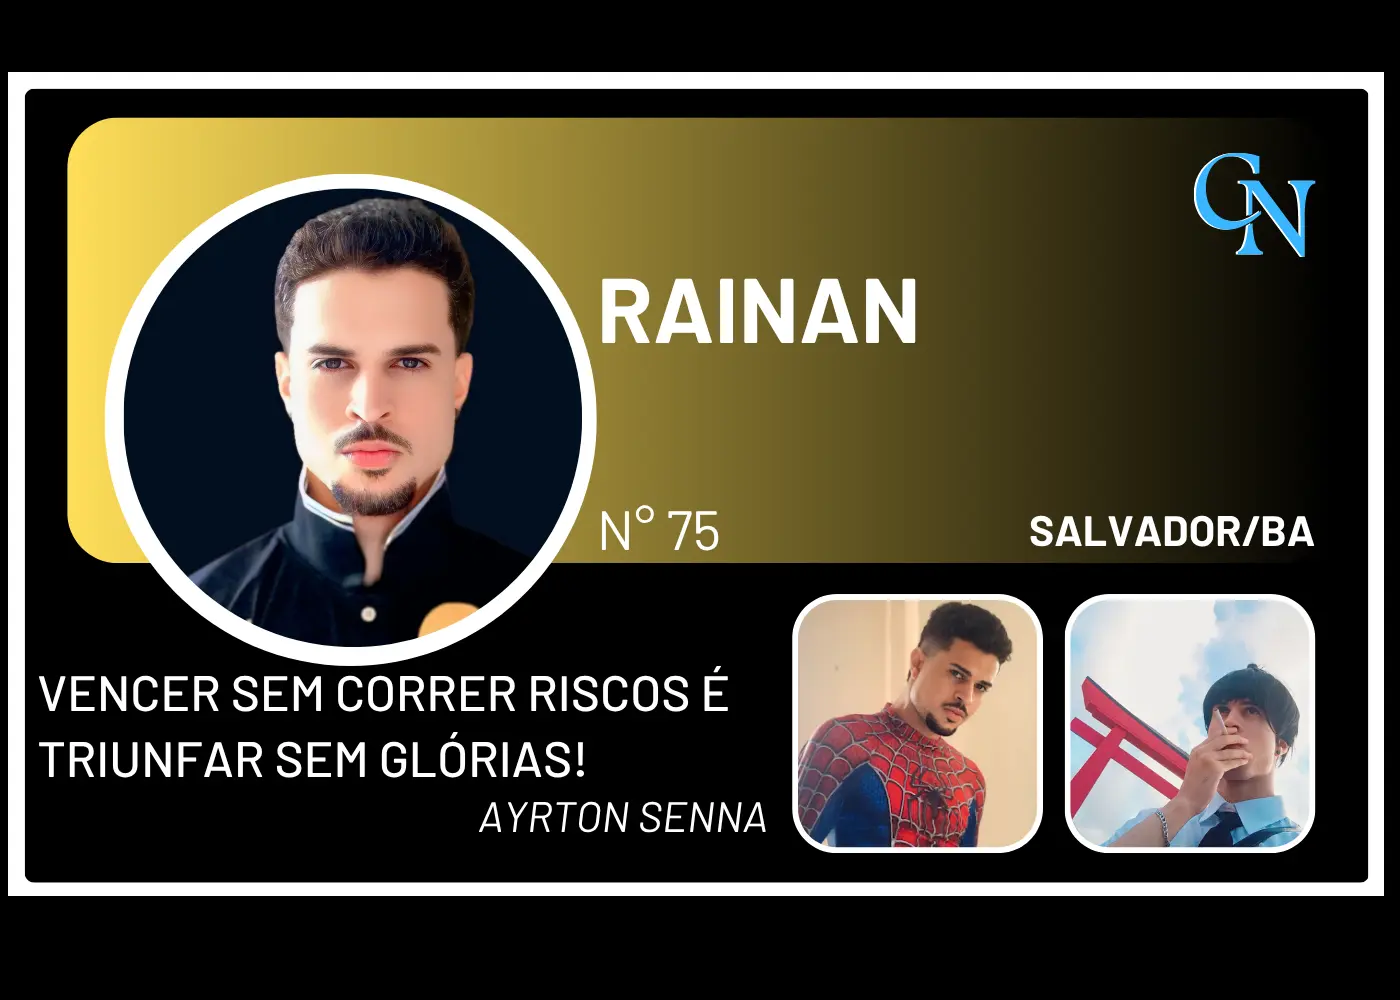 CN
RAINAN
N° 75
SALVADOR/BA
VENCER SEM CORRER RISCOS É
TRIUNFAR SEM GLÓRIAS!
AYRTON SENNA